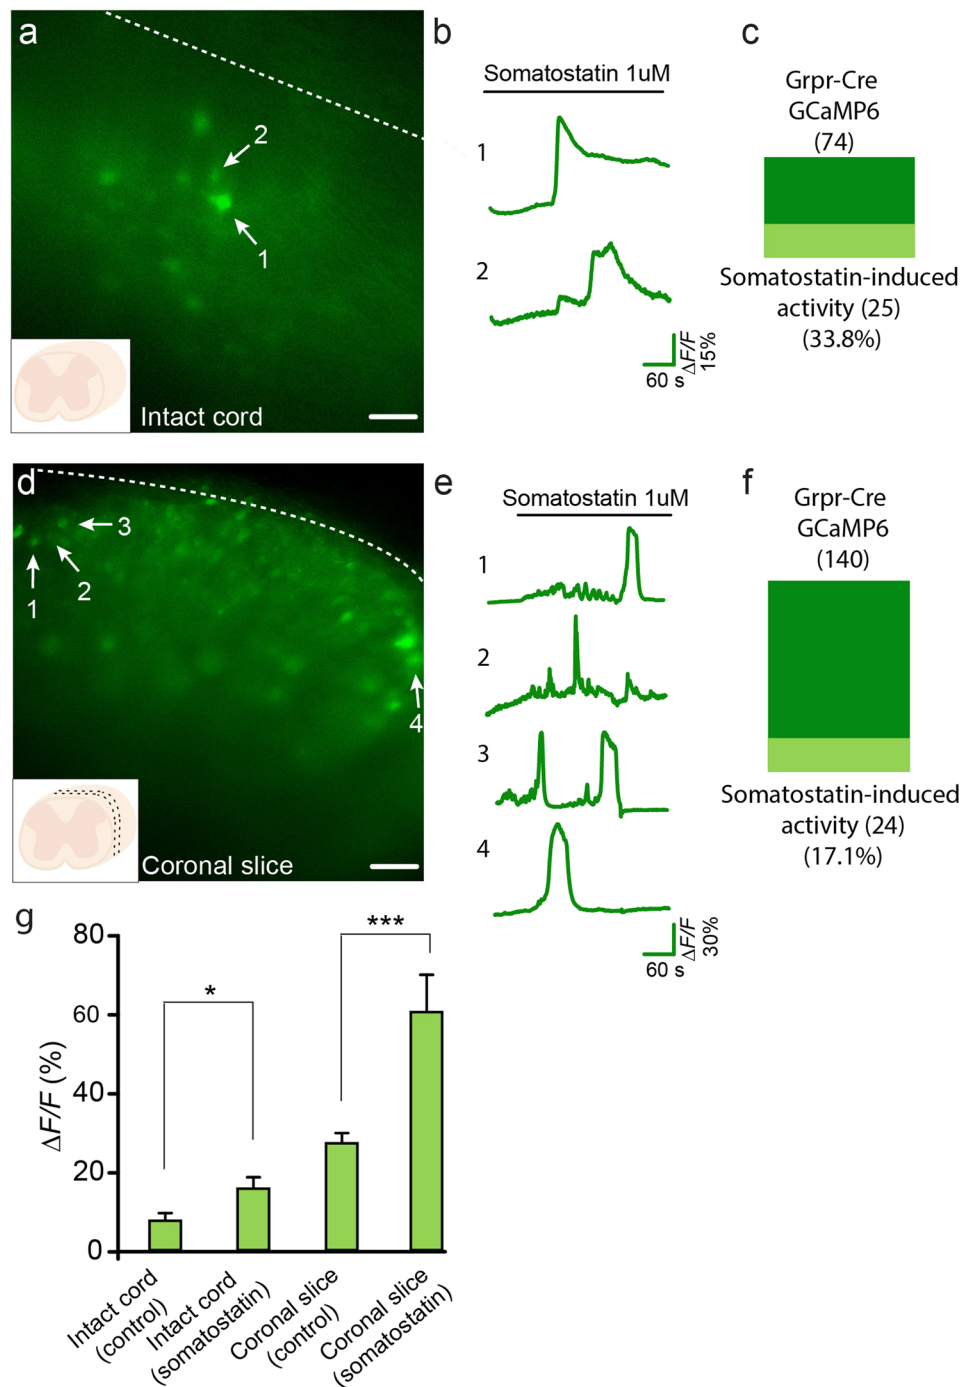 a
2
1
Intact cord
b
Somatostatin 1uM
1
2
ΔF/F
15%
60 s
c
Grpr-Cre
GCaMP6
(74)
Somatostatin-induced
activity (25)
(33.8%)
d
3
2
1
4
Coronal slice
e
Somatostatin 1uM
1
2
3
4
ΔF/F
30%
60 s
f
Grpr-Cre
GCaMP6
(140)
Somatostatin-induced
activity (24)
(17.1%)
g
ΔF/F (%)
80
60
40
20
0
*
***
Intact cord
(control)
Intact cord
(somatostatin)
Coronal slice
(control)
Coronal slice
(somatostatin)